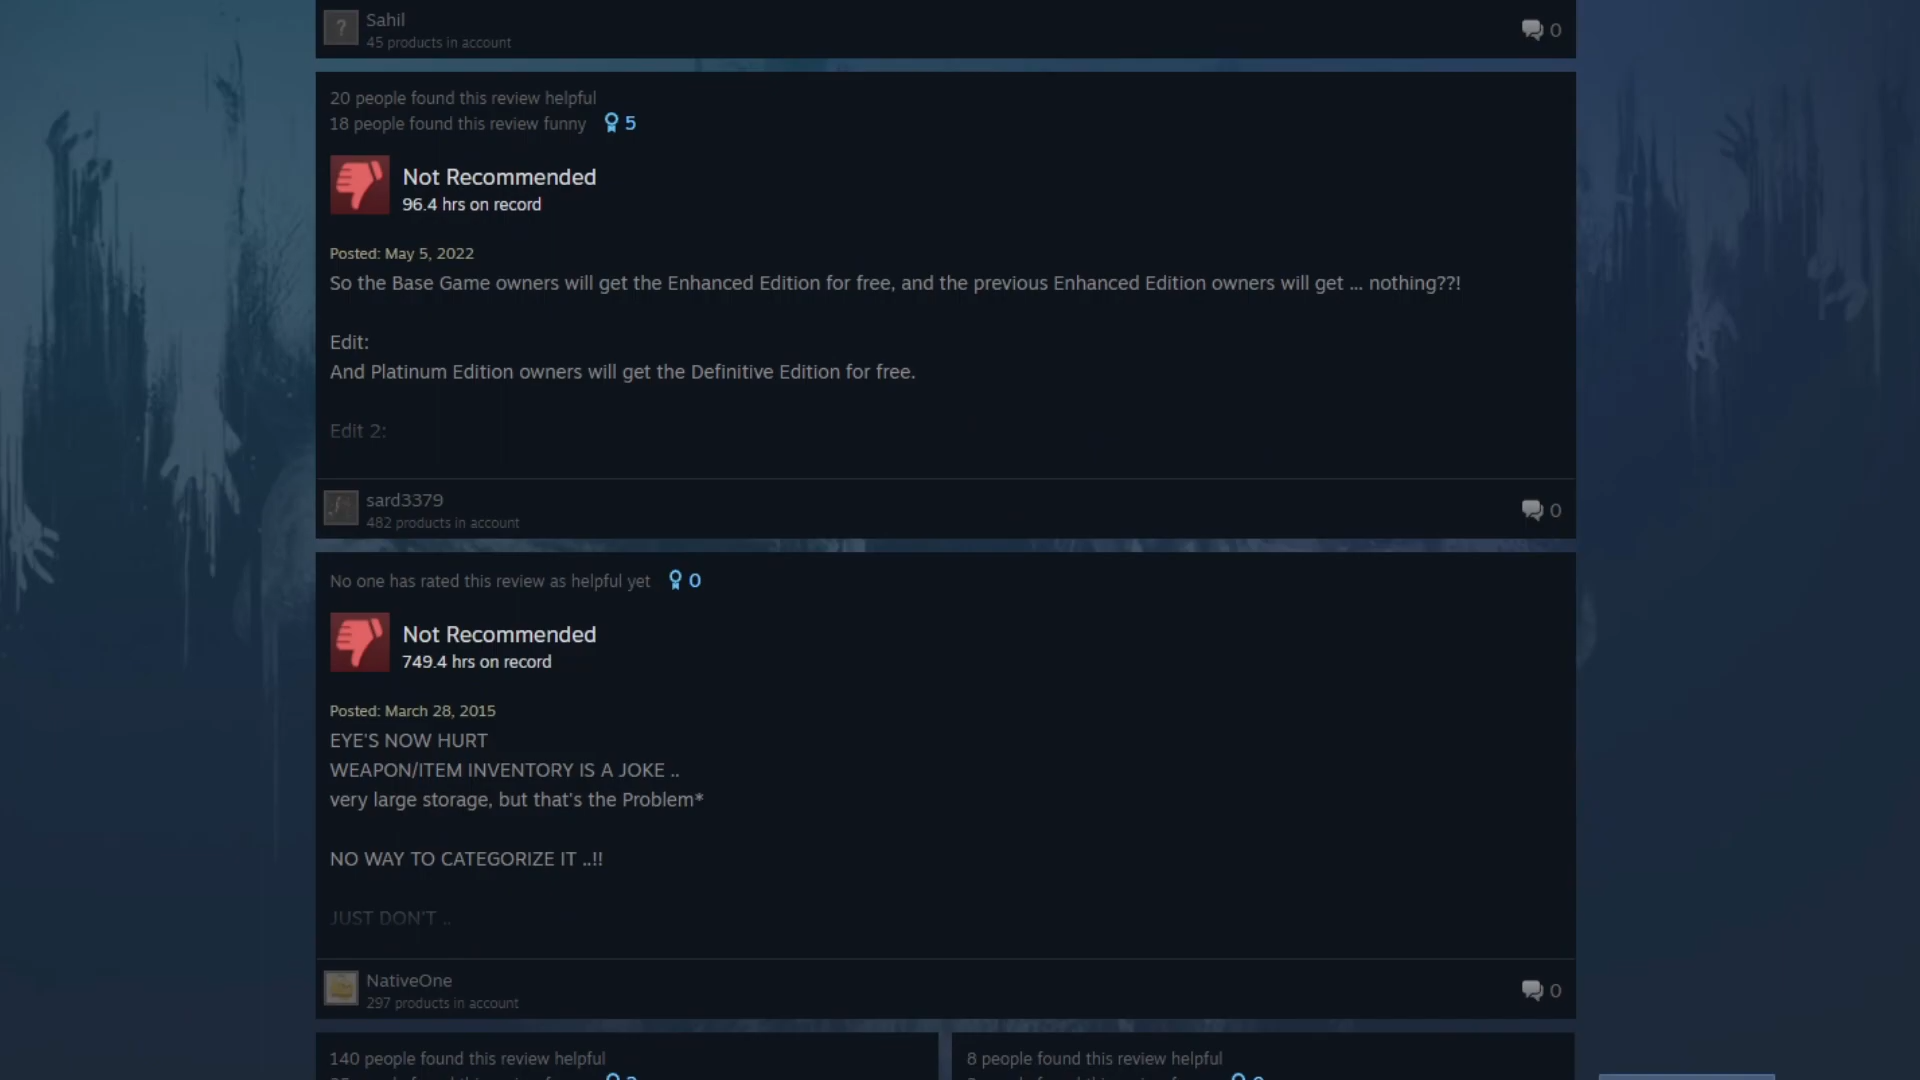 Sahil
45 products in account
0
20 people found this review helpful
18 people found this review funny 5
Not Recommended
96.4 hrs on record
Posted: May 5, 2022
So the Base Game owners will get the Enhanced Edition for free, and the previous Enhanced Edition owners will get ... nothing??!
Edit:
And Platinum Edition owners will get the Definitive Edition for free.
Edit 2:
sard3379
482 products in account
0
No one has rated this review as helpful yet 0
Not Recommended
749.4 hrs on record
Posted: March 28, 2015
EYE'S NOW HURT
WEAPON/ITEM INVENTORY IS A JOKE ..
very large storage, but that's the Problem*
NO WAY TO CATEGORIZE IT ..!!
JUST DON'T ..
NativeOne
297 products in account
0
140 people found this review helpful
8 people found this review helpful